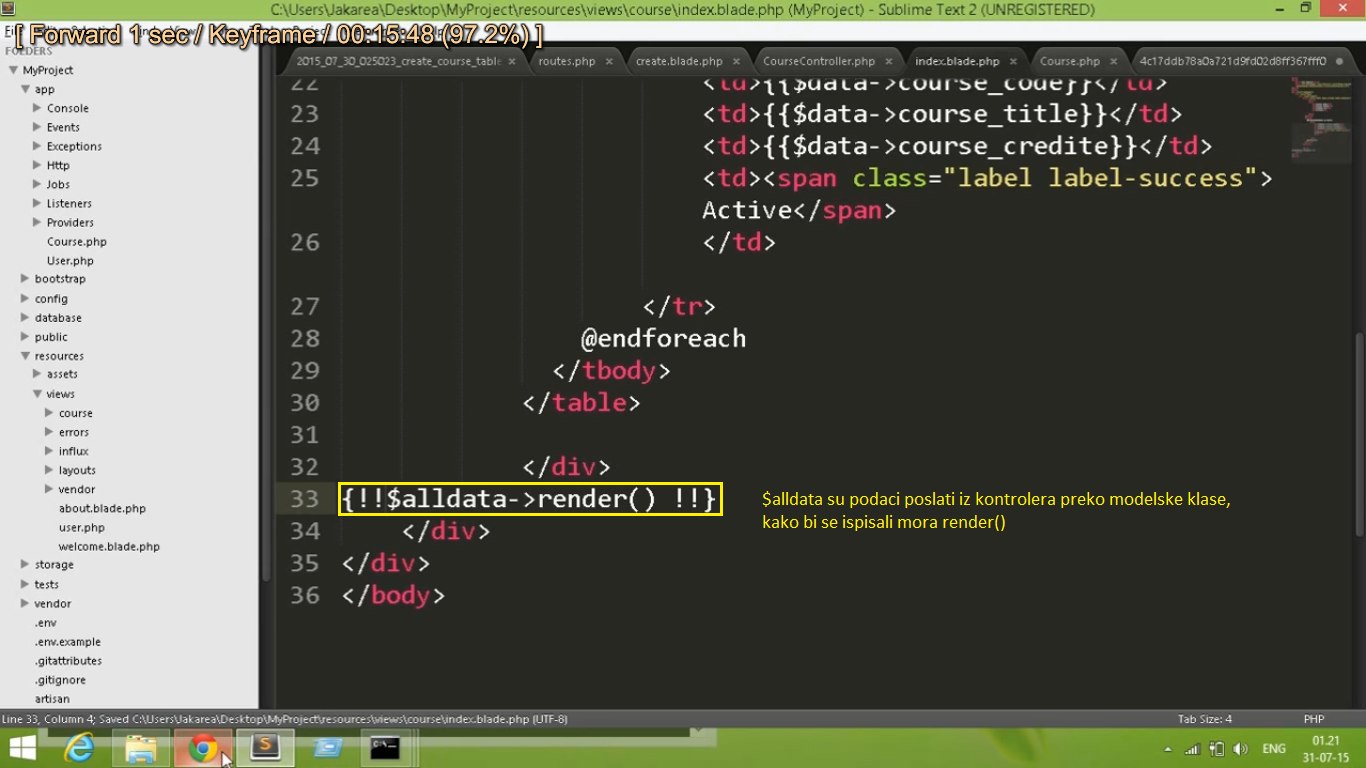 C:\Users\Jakarea\Desktop\MyProject\resources\views\course\index.blade.php (MyProject) - Sublime Text 2 (UNREGISTERED)
[ Forward 1 sec / Keyframe / 00:15:48 (97.2%) ]
FOLDERS
MyProject
app
Console
Events
Exceptions
Http
Jobs
Listeners
Providers
Course.php
User.php
bootstrap
config
database
public
resources
assets
views
course
errors
influx
layouts
vendor
about.blade.php
user.php
welcome.blade.php
storage
tests
vendor
.env
.env.example
.gitattributes
.gitignore
artisan
2015_07_30_025023_create_course_table
routes.php
create.blade.php
CourseController.php
index.blade.php
Course.php
4c17ddb78a0a721d9fd02d8ff367fff0
22 <td>{{$data->course_code}}</td>
23 <td>{{$data->course_title}}</td>
24 <td>{{$data->course_credite}}</td>
25 <td><span class="label label-success">
Active</span>
26 </td>
27 </tr>
28 @endforeach
29 </tbody>
30 </table>
31
32 </div>
33 {!!$alldata->render() !!}
$alldata su podaci poslati iz kontrolera preko modelske klase,
kako bi se ispisali mora render()
34 </div>
35 </div>
36 </body>
Line 33, Column 4; Saved C:\Users\Jakarea\Desktop\MyProject\resources\views\course\index.blade.php (UTF-8)
Tab Size: 4
PHP
ENG
01.21
31-07-15